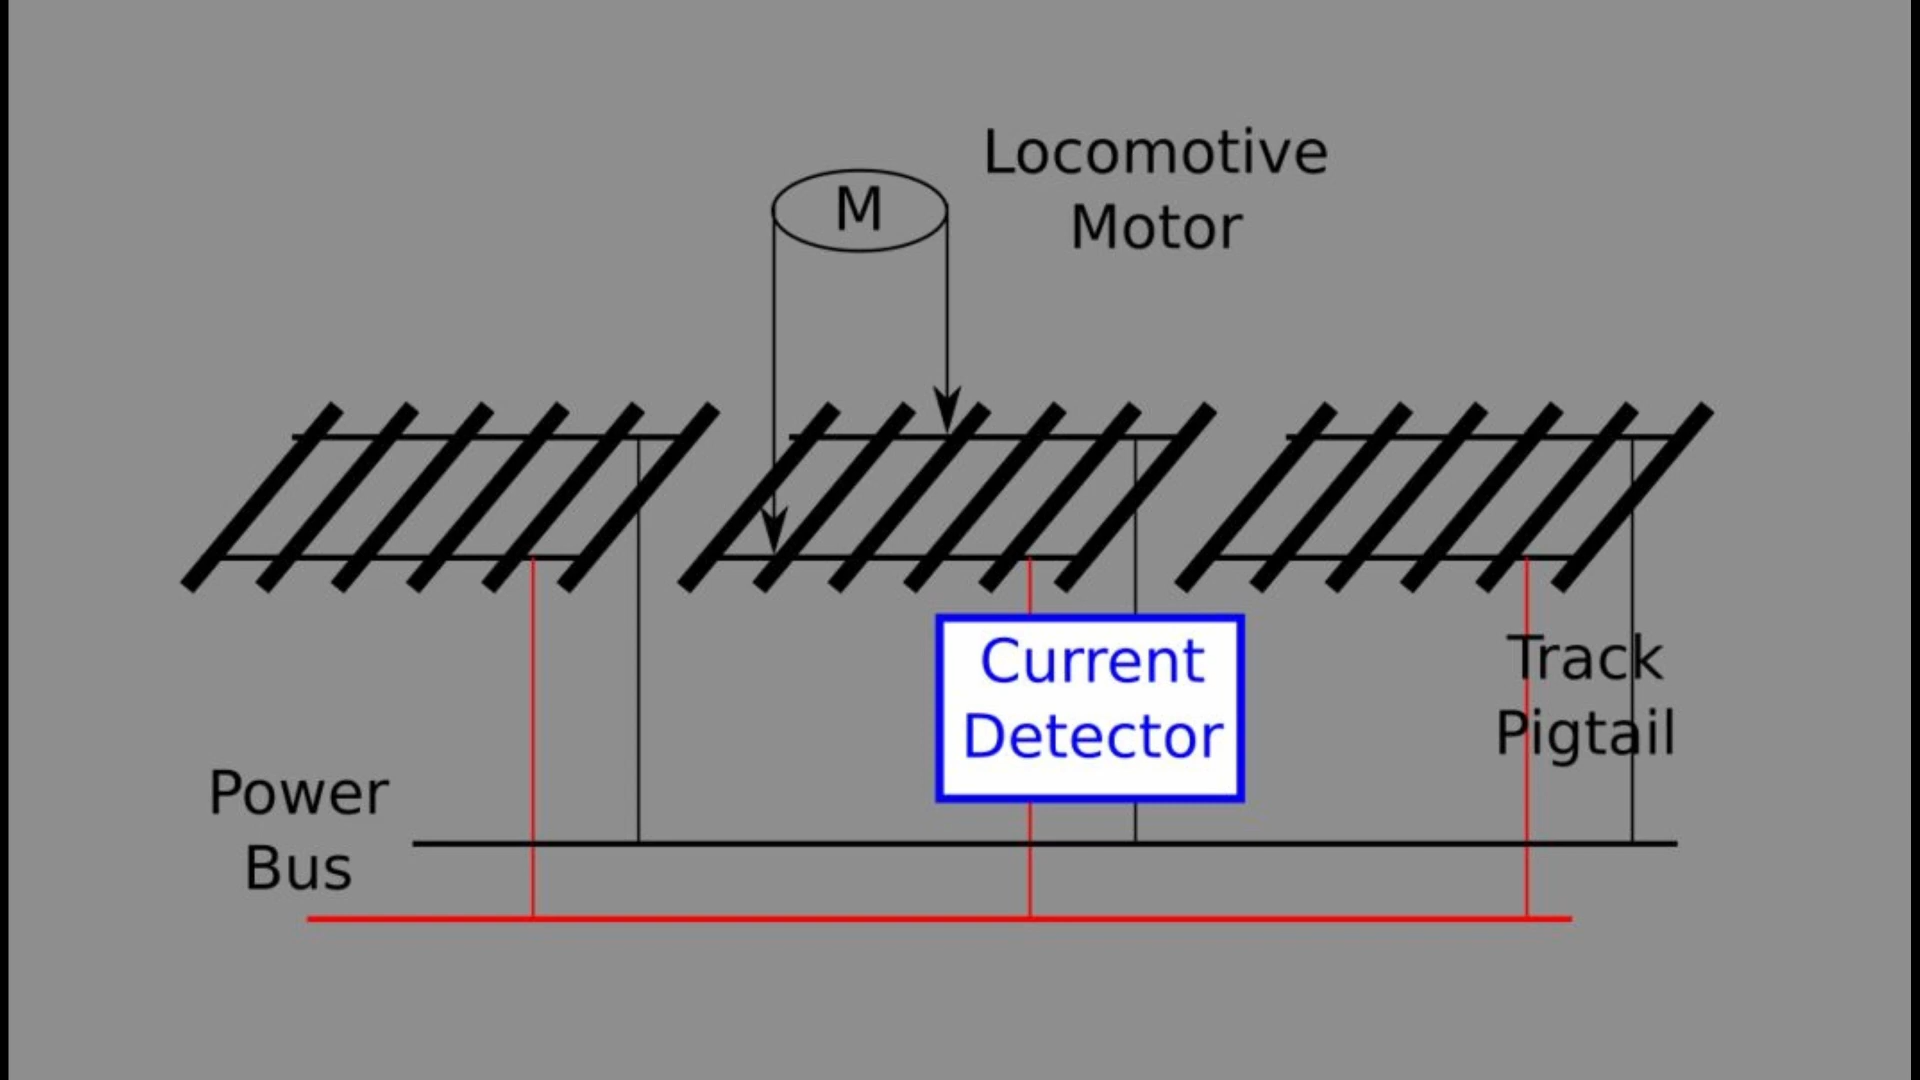 Locomotive
Motor
M
Current
Detector
Track
Pigtail
Power
Bus